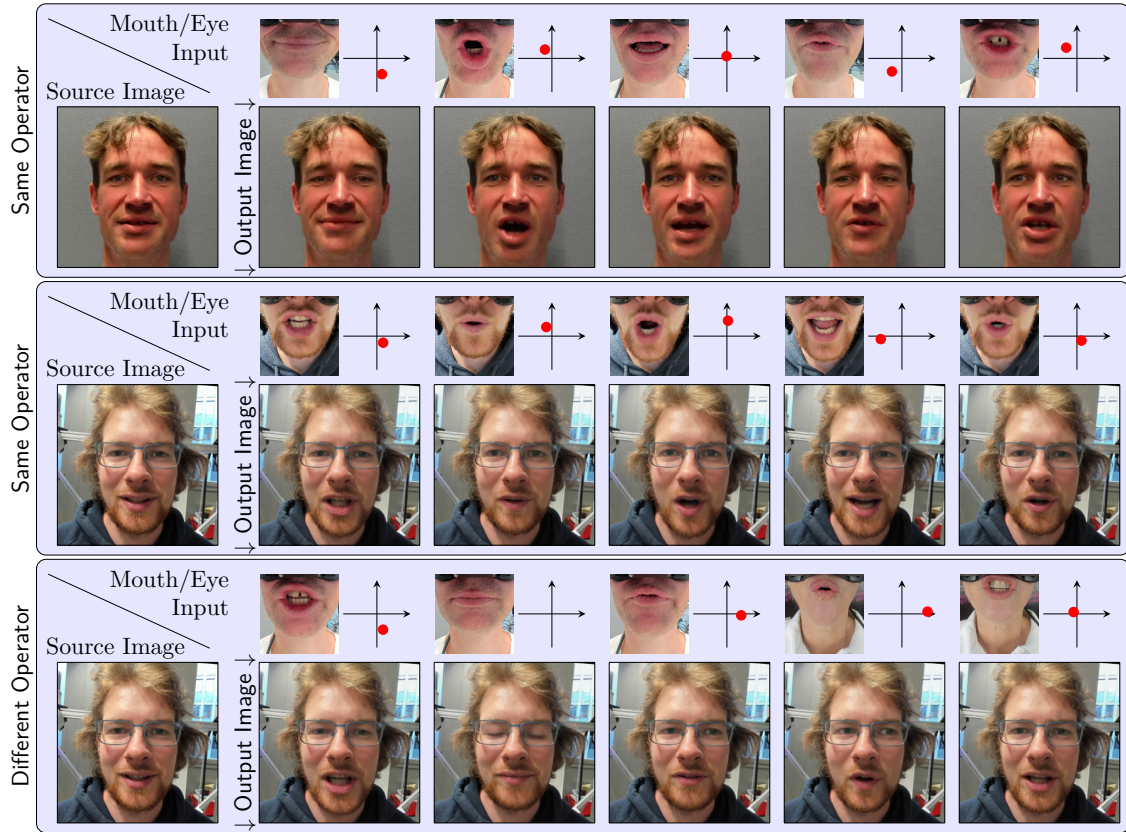 Same Operator
Mouth/Eye
Input
Source Image
→ Output Image →
Same Operator
Mouth/Eye
Input
Source Image
→ Output Image →
Different Operator
Mouth/Eye
Input
Source Image
→ Output Image →